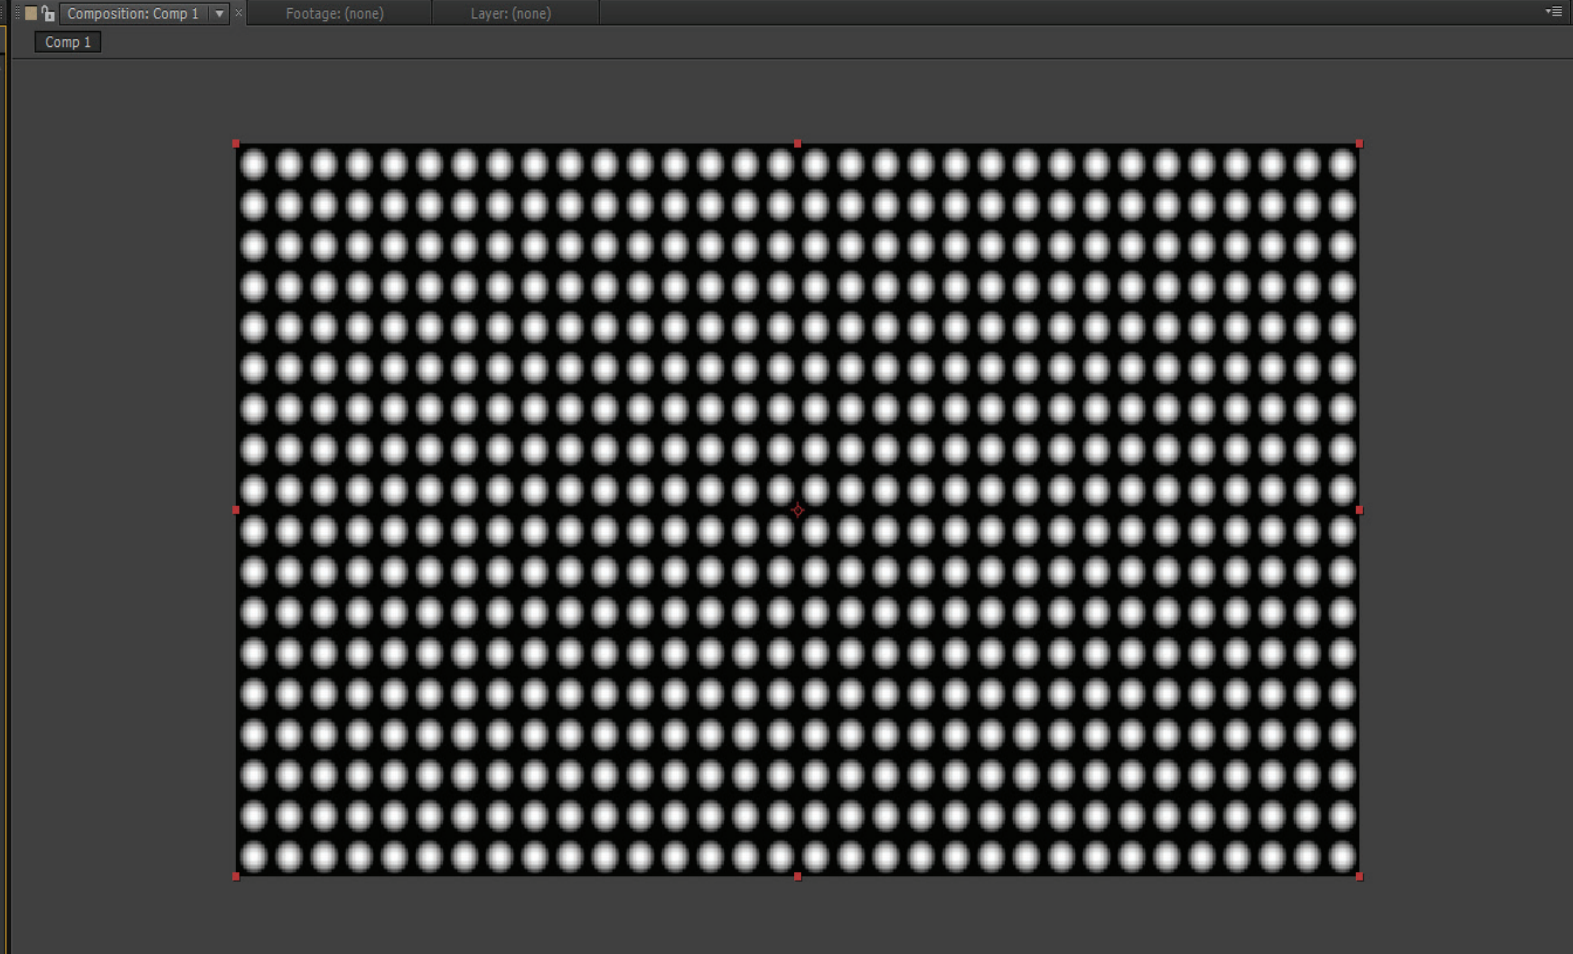 Composition: Comp 1
Footage: (none)
Layer: (none)
Comp 1